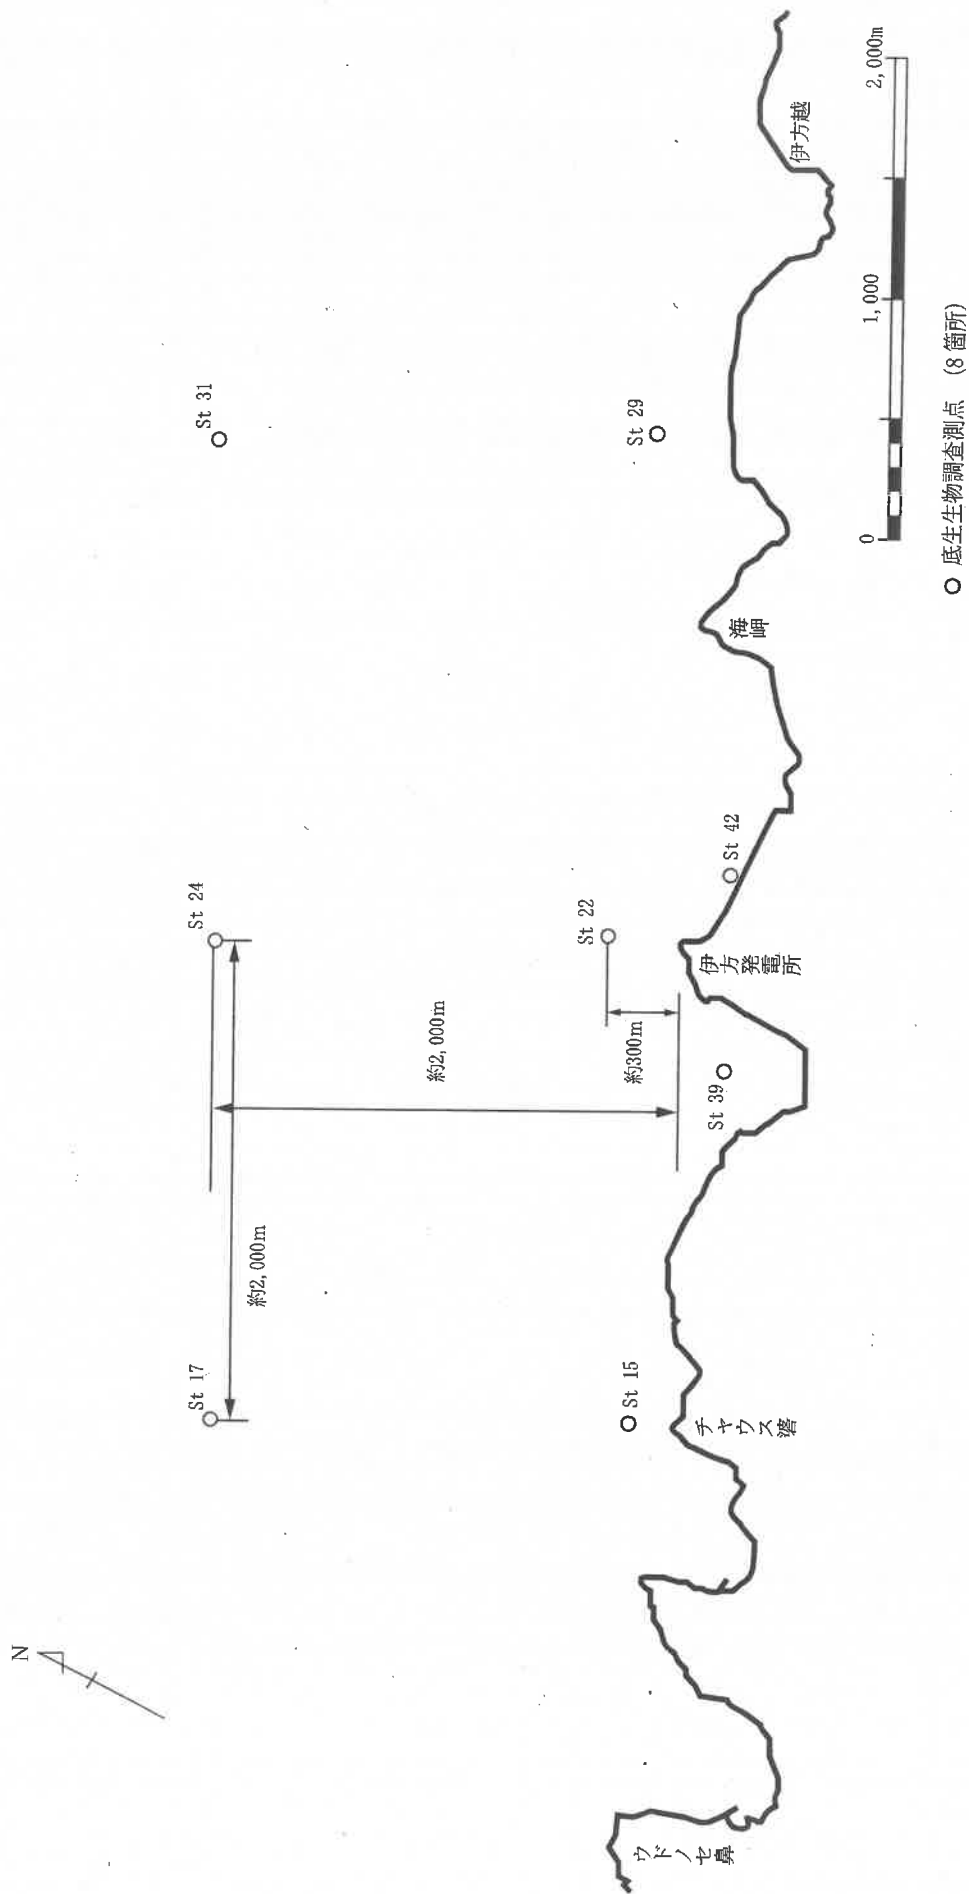 N
St 17
St 24
St 31
約2,000m
約2,000m
St 15
St 39
約300m
St 22
St 42
St 29
ウドノセ鼻
チャウス礁
伊方発電所
海岬
伊方越
0
1,000
2,000m
○ 底生生物調査測点 (8箇所)